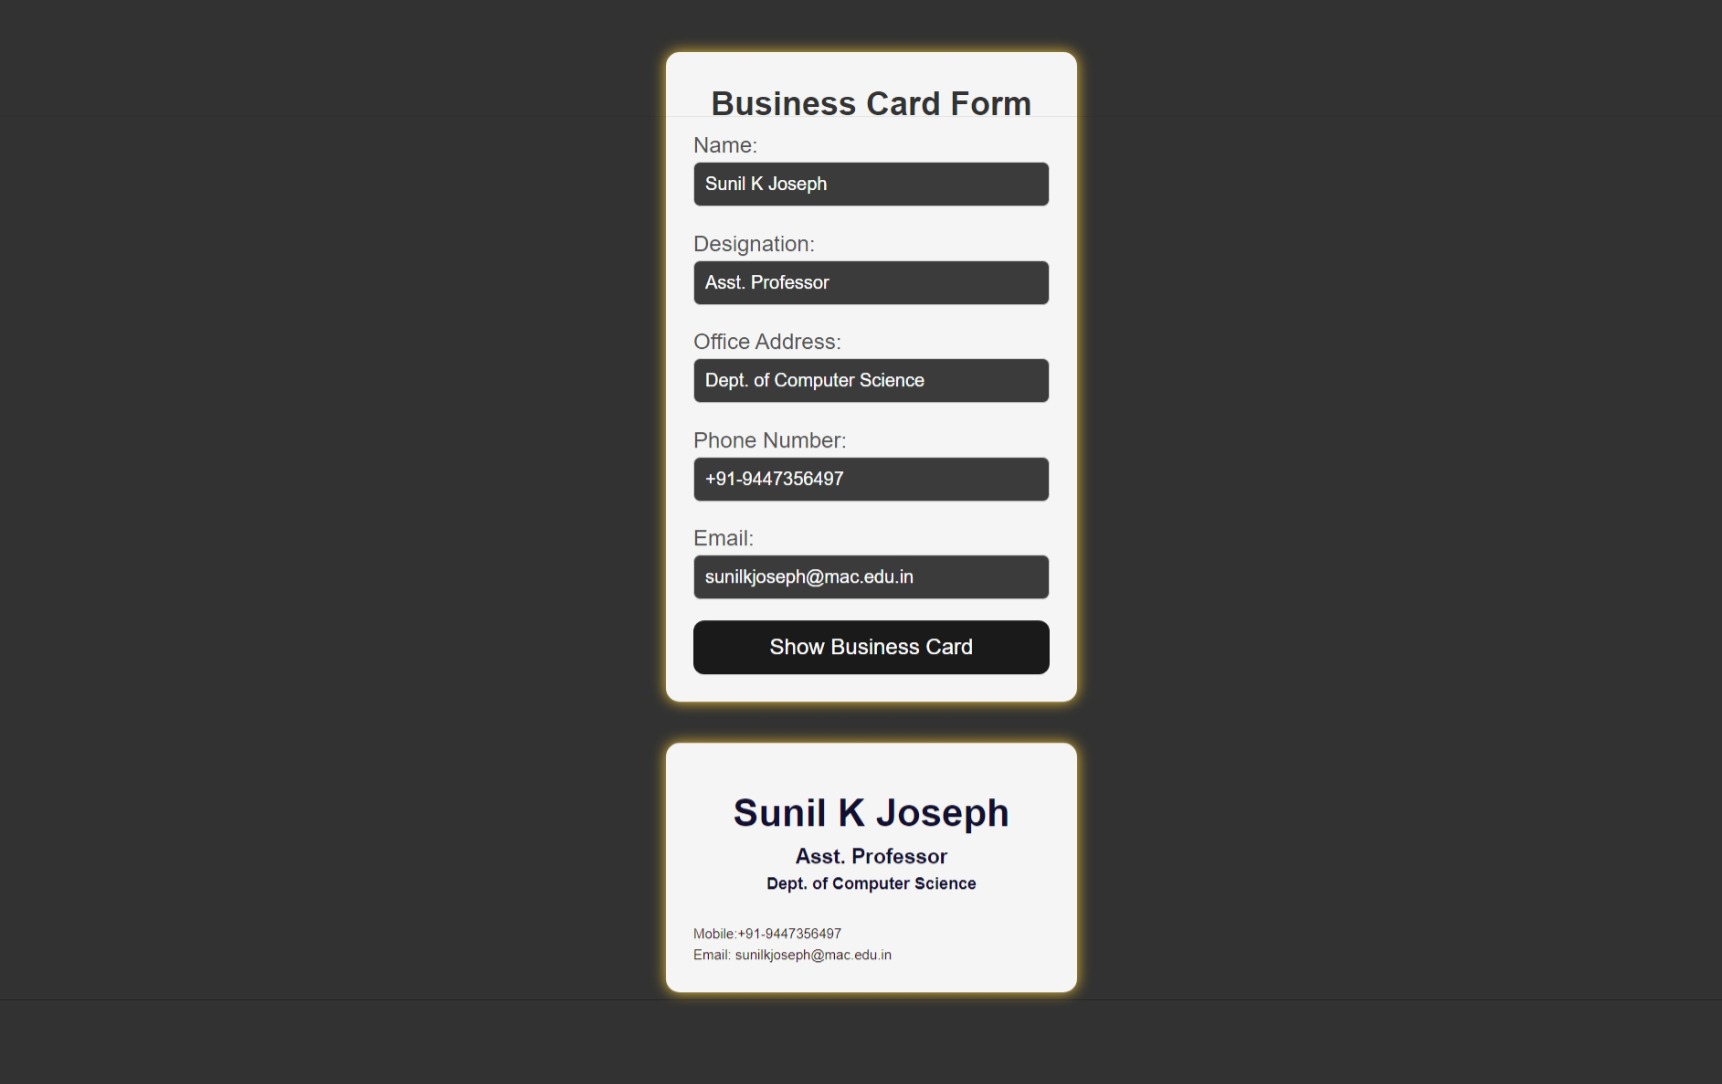 Business Card Form
Name:
Sunil K Joseph
Designation:
Asst. Professor
Office Address:
Dept. of Computer Science
Phone Number:
+91-9447356497
Email:
sunilkjoseph@mac.edu.in
Show Business Card
Sunil K Joseph
Asst. Professor
Dept. of Computer Science
Mobile:+91-9447356497
Email: sunilkjoseph@mac.edu.in